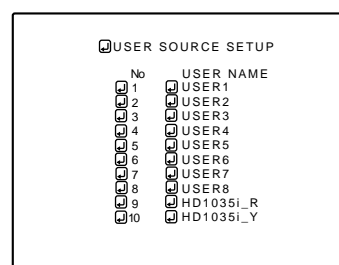 USER SOURCE SETUP
No USER NAME
1 USER1
2 USER2
3 USER3
4 USER4
5 USER5
6 USER6
7 USER7
8 USER8
9 HD1035i_R
10 HD1035i_Y